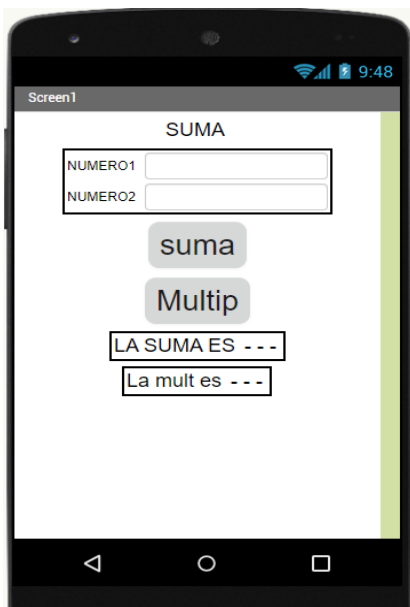 9:48
Screen1
SUMA
NUMERO1
NUMERO2
suma
Multip
LA SUMA ES ---
La mult es ---